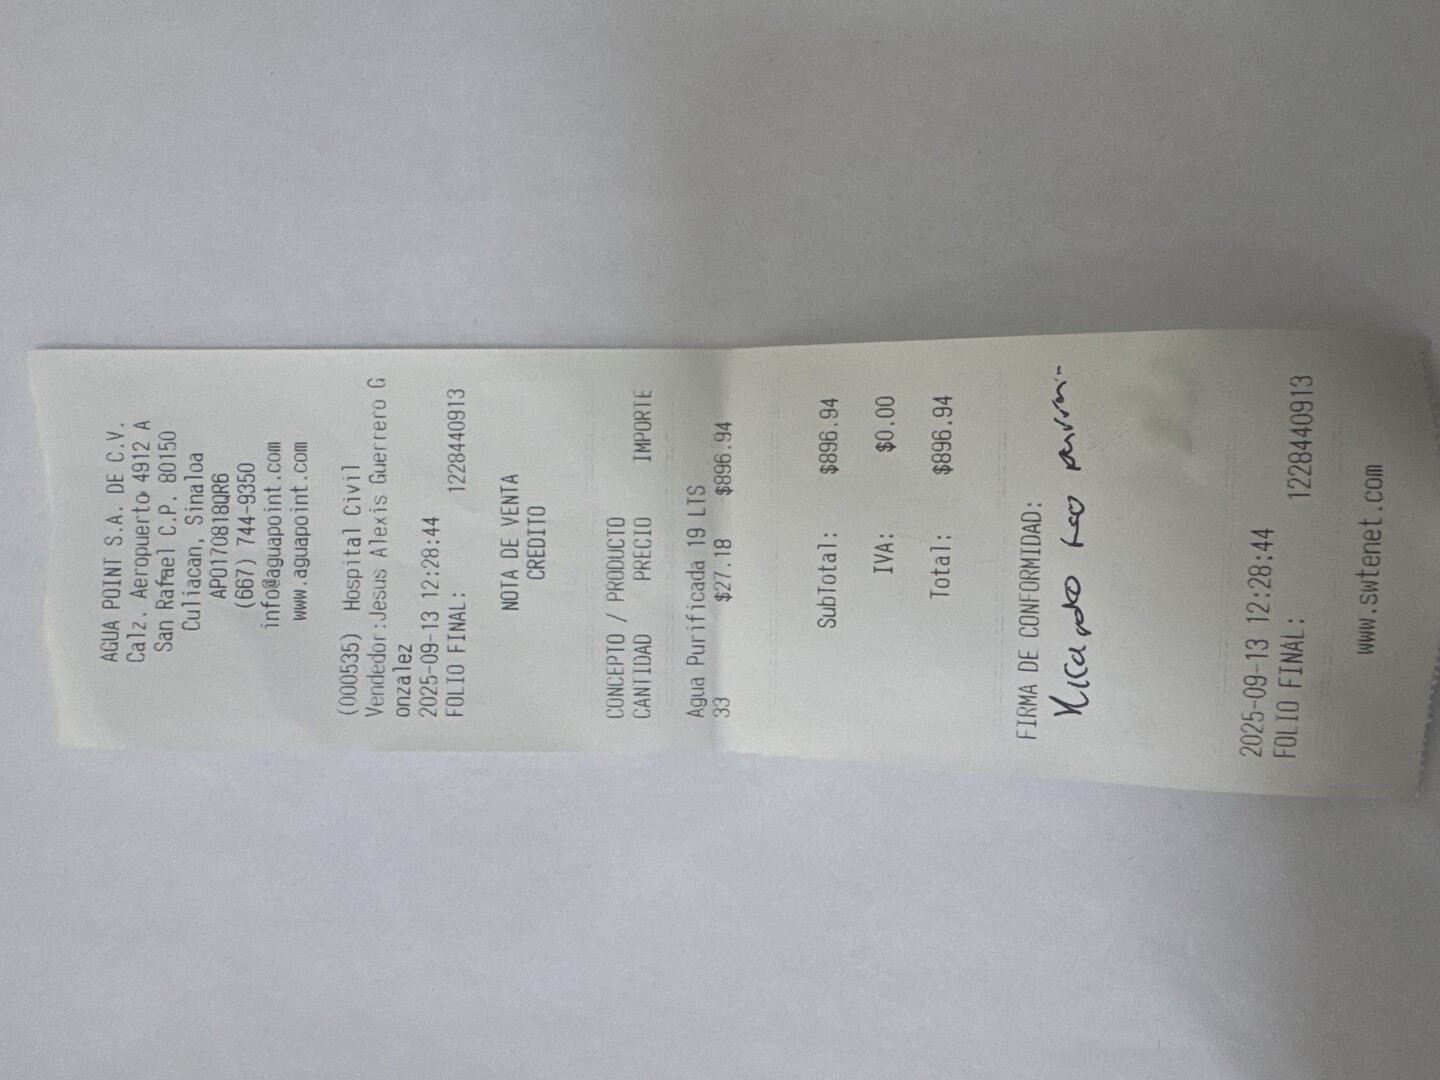 AGUA POINT S.A. DE C.V.
Calz. Aeropuerto 4912 A
San Rafael C.P. 80150
Culiacan, Sinaloa
APO170818QR6
(667) 744-9350
info@aguapoint.com
www.aguapoint.com
(000535) Hospital Civil
Vendedor:Jesus Alexis Guerrero G
onzalez
2025-09-13 12:28:44
FOLIO FINAL: 1228440913
NOTA DE VENTA
CREDITO
CONCEPTO / PRODUCTO
CANTIDAD PRECIO IMPORTE
Agua Purificada 19 LTS
33 $27.18 $896.94
SubTotal: $896.94
IVA: $0.00
Total: $896.94
FIRMA DE CONFORMIDAD:
2025-09-13 12:28:44
FOLIO FINAL: 1228440913
www.swtenet.com